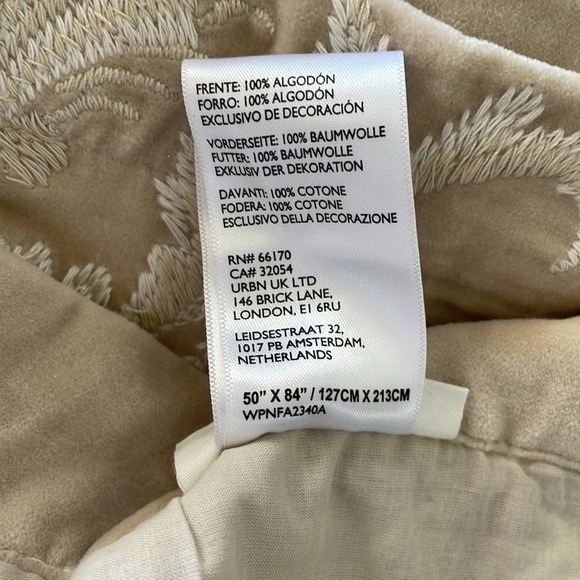 FRENTE: 100% ALGODÓN
FORRO: 100% ALGODÓN
EXCLUSIVO DE DECORACIÓN
VORDERSEITE: 100% BAUMWOLLE
FUTTER: 100% BAUMWOLLE
EXKLUSIV DER DEKORATION
DAVANTI: 100% COTONE
FODERA: 100% COTONE
ESCLUSIVO DELLA DECORAZIONE
RN# 66170
CA# 32054
URBN UK LTD
146 BRICK LANE,
LONDON, E1 6RU
LEIDSESTRAAT 32,
1017 PB AMSTERDAM,
NETHERLANDS
50" X 84" / 127CM X 213CM
WPNFA2340A